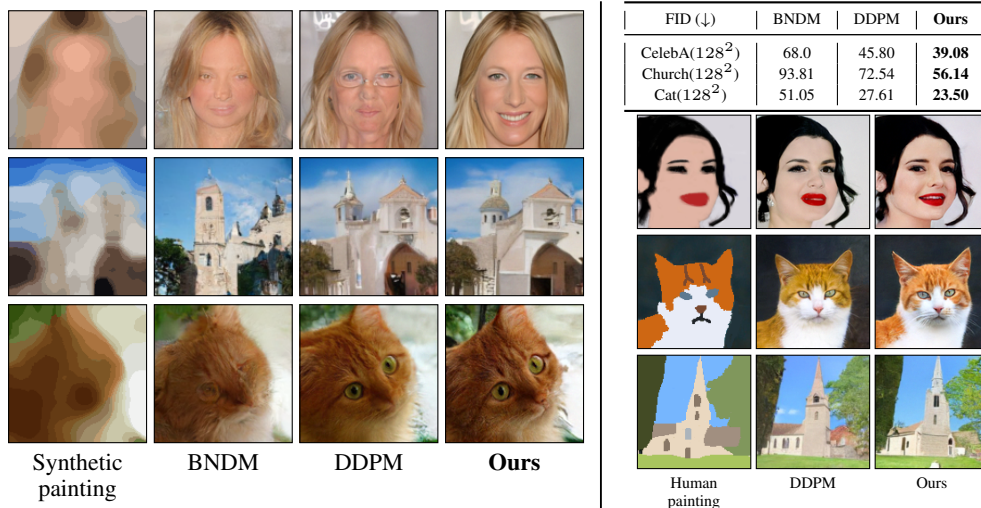 Synthetic
painting
BNDM
DDPM
Ours
FID (↓) BNDM DDPM Ours
CelebA(128²) 68.0 45.80 39.08
Church(128²) 93.81 72.54 56.14
Cat(128²) 51.05 27.61 23.50
Human
painting
DDPM
Ours